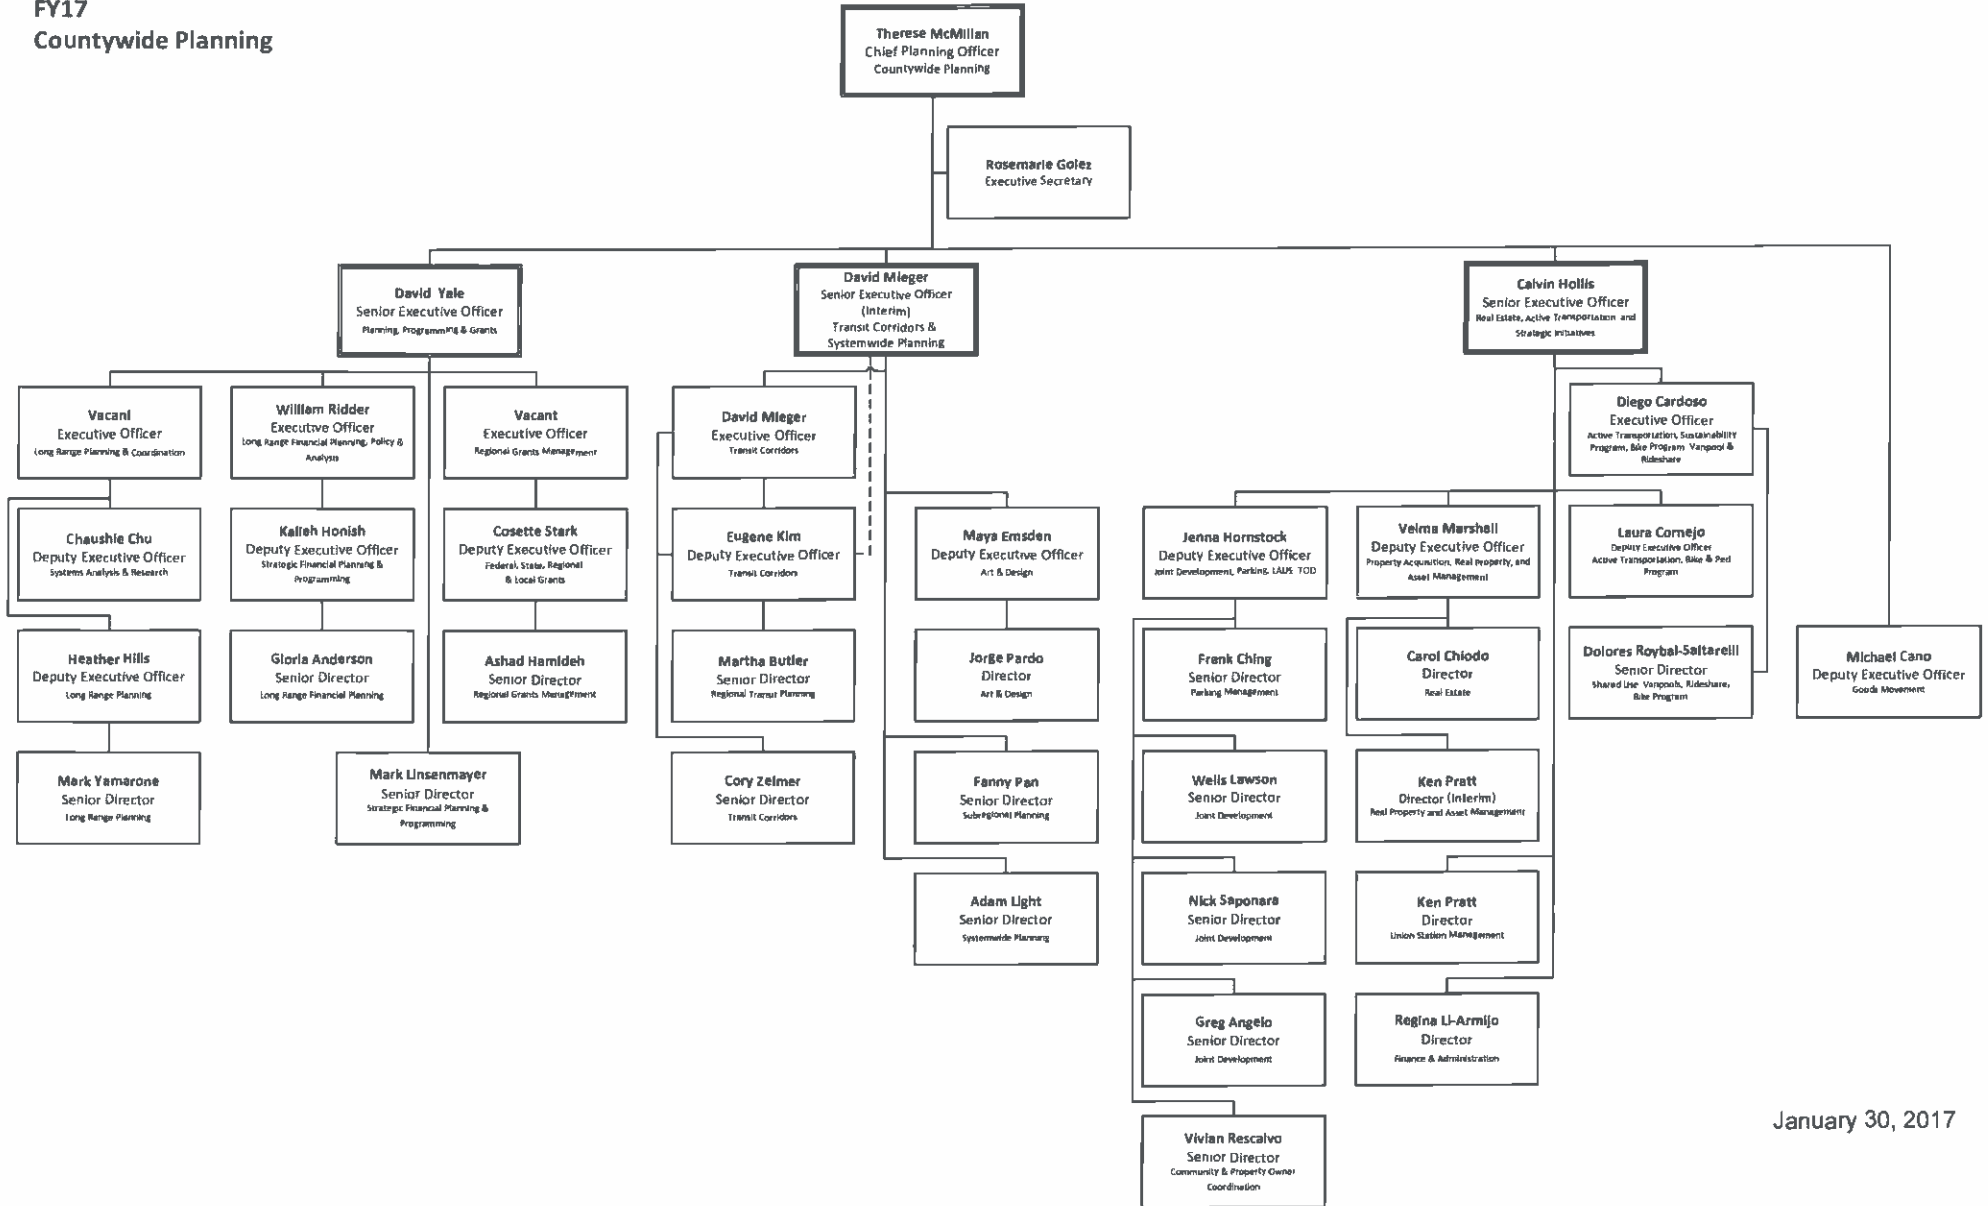 FY17
Countywide Planning
Therese McMillan
Chief Planning Officer
Countywide Planning
Rosemarie Golez
Executive Secretary
David Yale
Senior Executive Officer
Planning, Programming & Grants
David Mieger
Senior Executive Officer
(Interim)
Transit Corridors &
Systemwide Planning
Calvin Hollis
Senior Executive Officer
Real Estate, Active Transportation and
Strategic Initiatives
Vacant
Executive Officer
Long Range Planning & Coordination
William Ridder
Executive Officer
Long Range Financial Planning, Policy &
Analysis
Vacant
Executive Officer
Regional Grants Management
David Mieger
Executive Officer
Transit Corridors
Diego Cardoso
Executive Officer
Active Transportation, Sustainability
Program, Bike Program Vanpool &
Rideshare
Chaushie Chu
Deputy Executive Officer
Systems Analysis & Research
Kalieh Honish
Deputy Executive Officer
Strategic Financial Planning &
Programming
Cosette Stark
Deputy Executive Officer
Federal, State, Regional
& Local Grants
Eugene Kim
Deputy Executive Officer
Transit Corridors
Maya Emsden
Deputy Executive Officer
Art & Design
Jenna Hornstock
Deputy Executive Officer
Joint Development, Parking, LAUS TOD
Velma Marshall
Deputy Executive Officer
Property Acquisition, Real Property, and
Asset Management
Laura Cornejo
Deputy Executive Officer
Active Transportation, Bike & Ped
Program
Heather Hills
Deputy Executive Officer
Long Range Planning
Gloria Anderson
Senior Director
Long Range Financial Planning
Ashad Hamideh
Senior Director
Regional Grants Management
Martha Butler
Senior Director
Regional Transit Planning
Jorge Pardo
Director
Art & Design
Frank Ching
Senior Director
Parking Management
Carol Chiodo
Director
Real Estate
Dolores Roybal-Saltarelli
Senior Director
Shared Use Vanpools, Rideshare,
Bike Program
Michael Cano
Deputy Executive Officer
Goods Movement
Mark Yamarone
Senior Director
Long Range Planning
Mark Linsenmayer
Senior Director
Strategic Financial Planning &
Programming
Cory Zelmer
Senior Director
Transit Corridors
Fanny Pan
Senior Director
Subregional Planning
Wells Lawson
Senior Director
Joint Development
Ken Pratt
Director (Interim)
Real Property and Asset Management
Adam Light
Senior Director
Systemwide Planning
Nick Saponara
Senior Director
Joint Development
Ken Pratt
Director
Union Station Management
Greg Angelo
Senior Director
Joint Development
Regina Li-Armijo
Director
Finance & Administration
Vivian Rescalvo
Senior Director
Community & Property Owner
Coordination
January 30, 2017